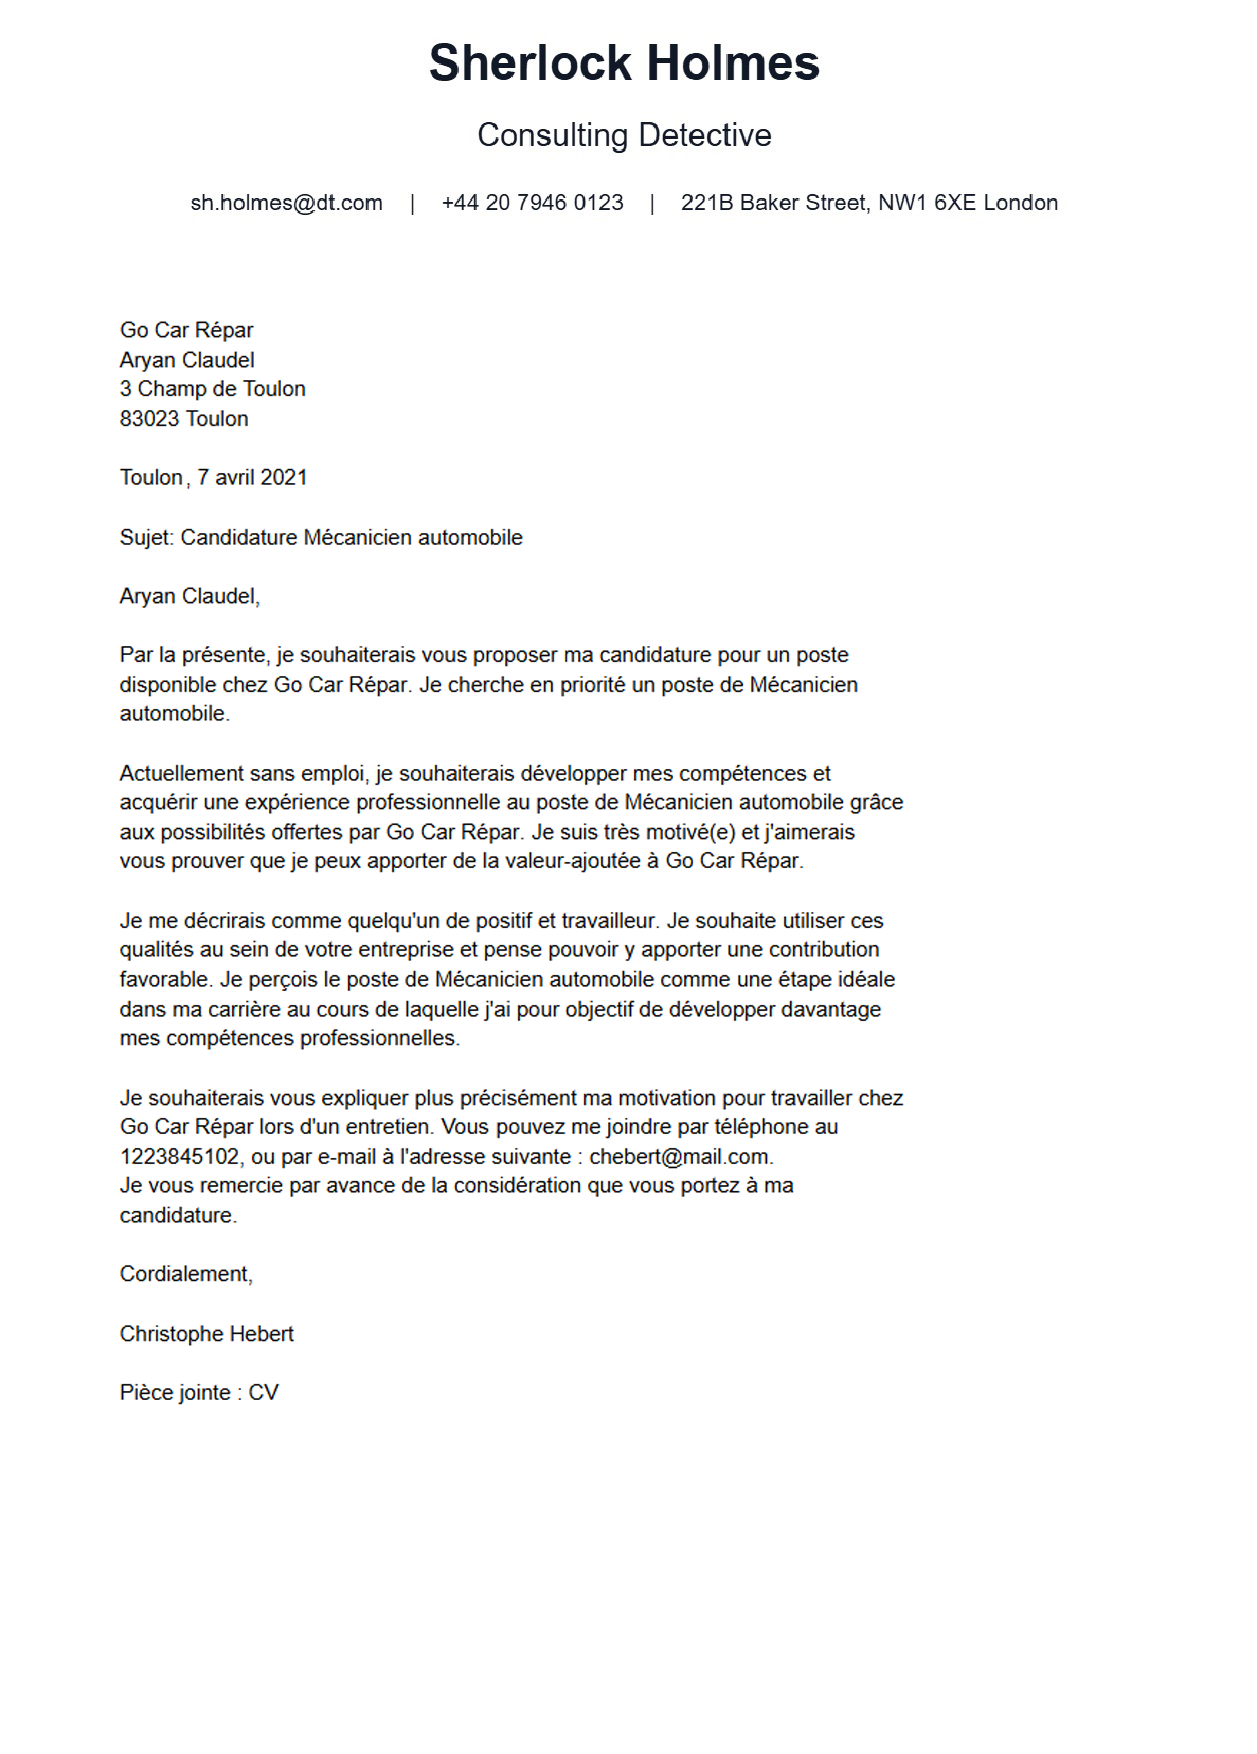 Sherlock Holmes
Consulting Detective
sh.holmes@dt.com | +44 20 7946 0123 | 221B Baker Street, NW1 6XE London
Go Car Répar
Aryan Claudel
3 Champ de Toulon
83023 Toulon
Toulon, 7 avril 2021
Sujet: Candidature Mécanicien automobile
Aryan Claudel,
Par la présente, je souhaiterais vous proposer ma candidature pour un poste
disponible chez Go Car Répar. Je cherche en priorité un poste de Mécanicien
automobile.
Actuellement sans emploi, je souhaiterais développer mes compétences et
acquérir une expérience professionnelle au poste de Mécanicien automobile grâce
aux possibilités offertes par Go Car Répar. Je suis très motivé(e) et j'aimerais
vous prouver que je peux apporter de la valeur-ajoutée à Go Car Répar.
Je me décrirais comme quelqu'un de positif et travailleur. Je souhaite utiliser ces
qualités au sein de votre entreprise et pense pouvoir y apporter une contribution
favorable. Je perçois le poste de Mécanicien automobile comme une étape idéale
dans ma carrière au cours de laquelle j'ai pour objectif de développer davantage
mes compétences professionnelles.
Je souhaiterais vous expliquer plus précisément ma motivation pour travailler chez
Go Car Répar lors d'un entretien. Vous pouvez me joindre par téléphone au
1223845102, ou par e-mail à l'adresse suivante : chebert@mail.com.
Je vous remercie par avance de la considération que vous portez à ma
candidature.
Cordialement,
Christophe Hebert
Pièce jointe : CV